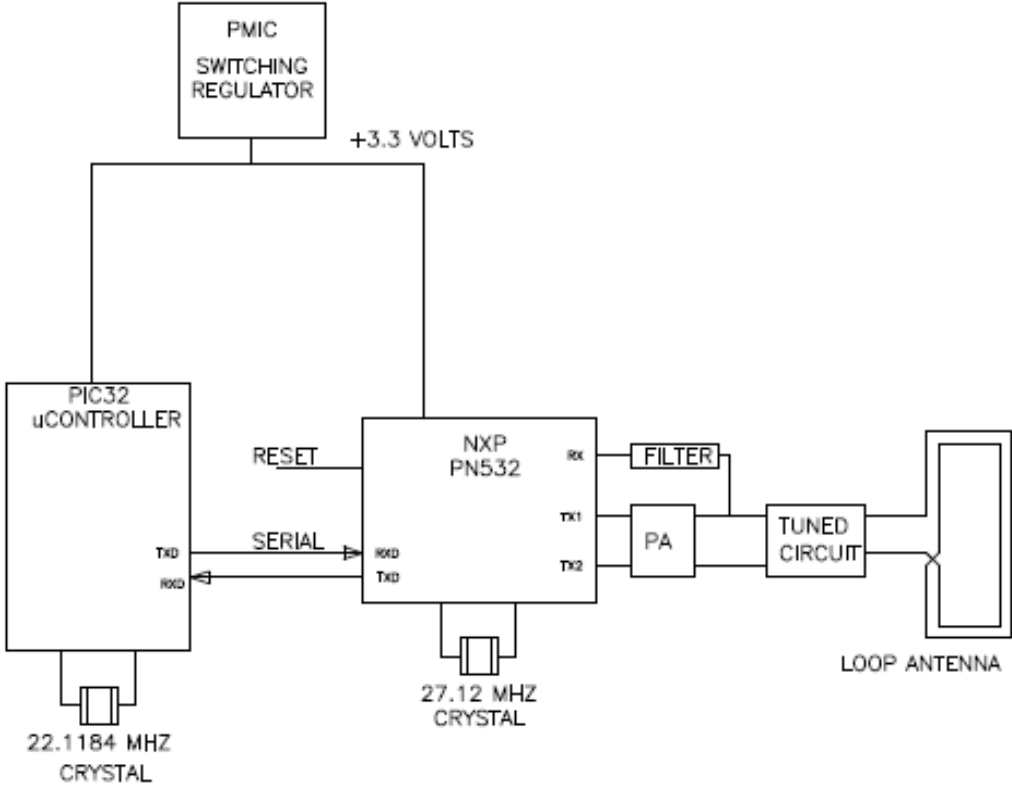 PMIC
SWITCHING
REGULATOR
+3.3 VOLTS
PIC32
uCONTROLLER
TXD
RXD
RESET
SERIAL
NXP
PN532
RX
TX1
TX2
RXD
TXD
FILTER
PA
TUNED
CIRCUIT
LOOP ANTENNA
27.12 MHZ
CRYSTAL
22.1184 MHZ
CRYSTAL